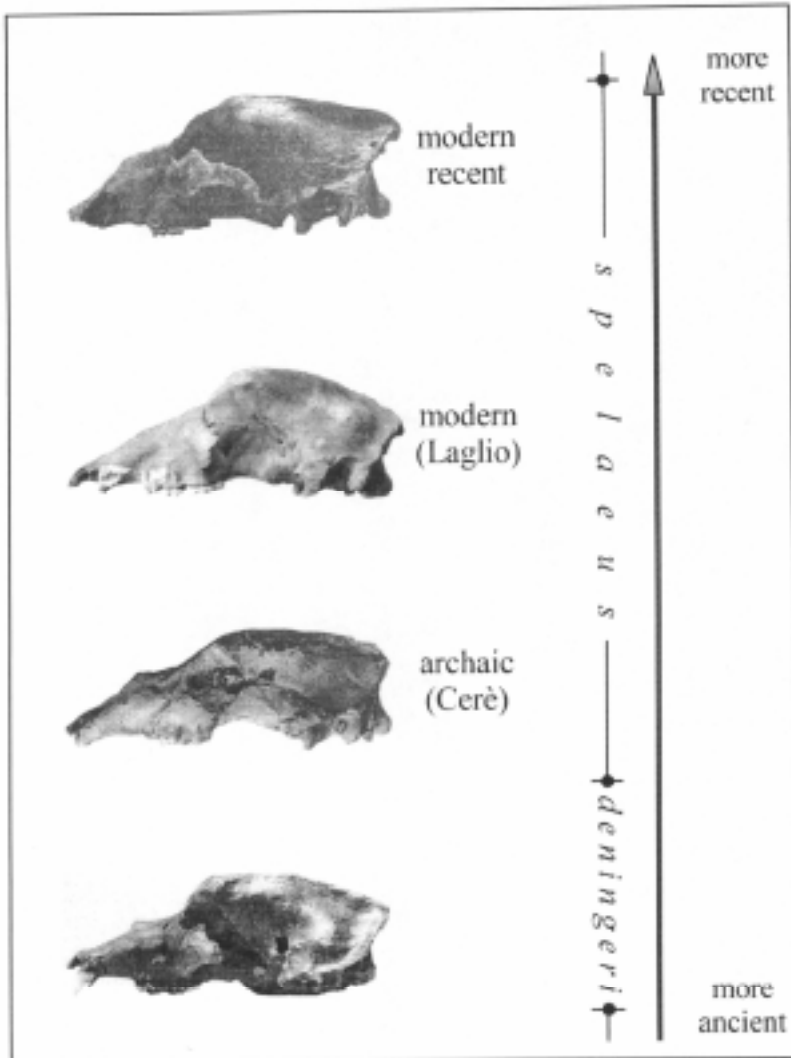 more
recent
modern
recent
spelaeus
modern
(Laglio)
archaic
(Cerè)
deningeri
more
ancient